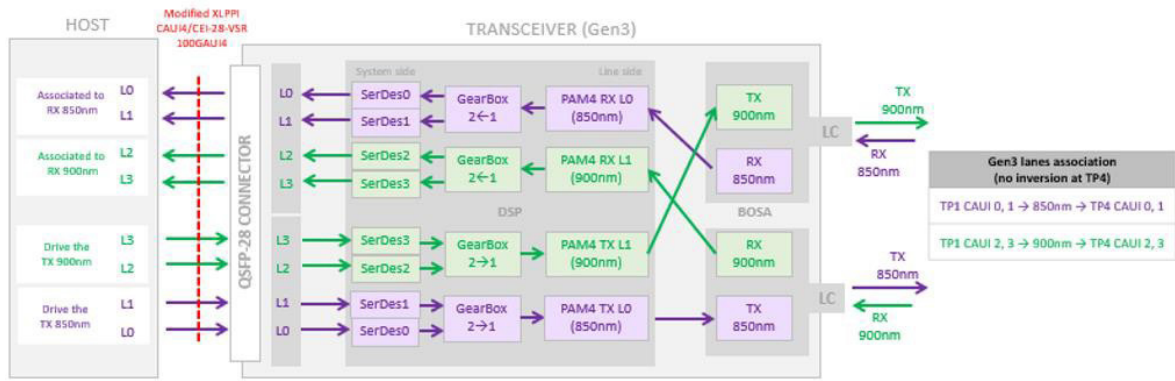 HOST
Modified XLPPI
CAUI4/CEI-28-VSR
100GAUI4
TRANSCEIVER (Gen3)
Associated to
RX 850nm
L0
L1
Associated to
RX 900nm
L2
L3
Drive the
TX 900nm
L3
L2
Drive the
TX 850nm
L1
L0
QSFP-28 CONNECTOR
L0
L1
L2
L3
L3
L2
L1
L0
System side
Line side
SerDes0
SerDes1
GearBox
2←1
PAM4 RX L0
(850nm)
SerDes2
SerDes3
GearBox
2←1
PAM4 RX L1
(900nm)
DSP
SerDes3
SerDes2
GearBox
2→1
PAM4 TX L1
(900nm)
SerDes1
SerDes0
GearBox
2→1
PAM4 TX L0
(850nm)
TX
900nm
RX
850nm
BOSA
RX
900nm
TX
850nm
LC
TX
900nm
RX
850nm
LC
TX
850nm
RX
900nm
Gen3 lanes association
(no inversion at TP4)
TP1 CAUI 0, 1 → 850nm → TP4 CAUI 0, 1
TP1 CAUI 2, 3 → 900nm → TP4 CAUI 2, 3